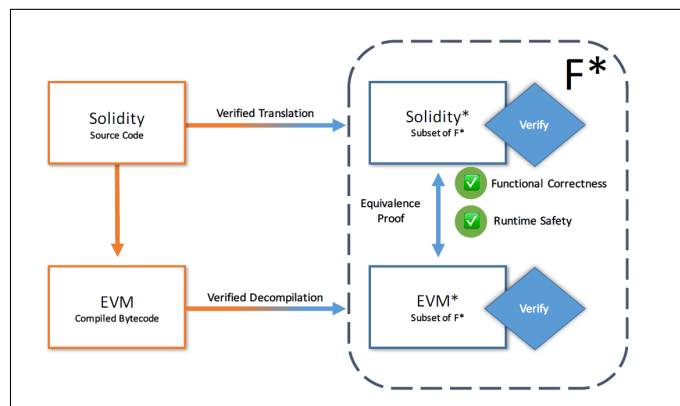 F*
Solidity
Source Code
Verified Translation
Solidity*
Subset of F*
Verify
Equivalence
Proof
Functional Correctness
Runtime Safety
EVM
Compiled Bytecode
Verified Decompilation
EVM*
Subset of F*
Verify